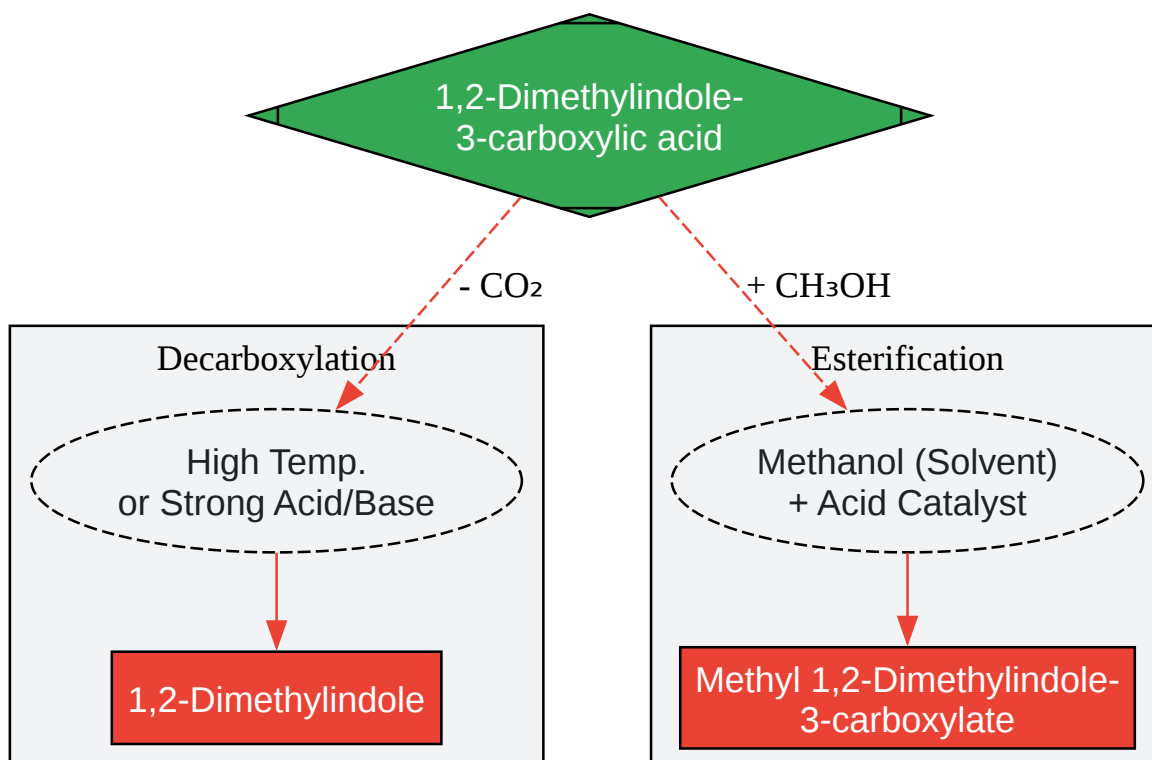 1,2-Dimethylindole-
3-carboxylic acid
- CO₂
+ CH₃OH
Decarboxylation
Esterification
High Temp.
or Strong Acid/Base
Methanol (Solvent)
+ Acid Catalyst
1,2-Dimethylindole
Methyl 1,2-Dimethylindole-
3-carboxylate